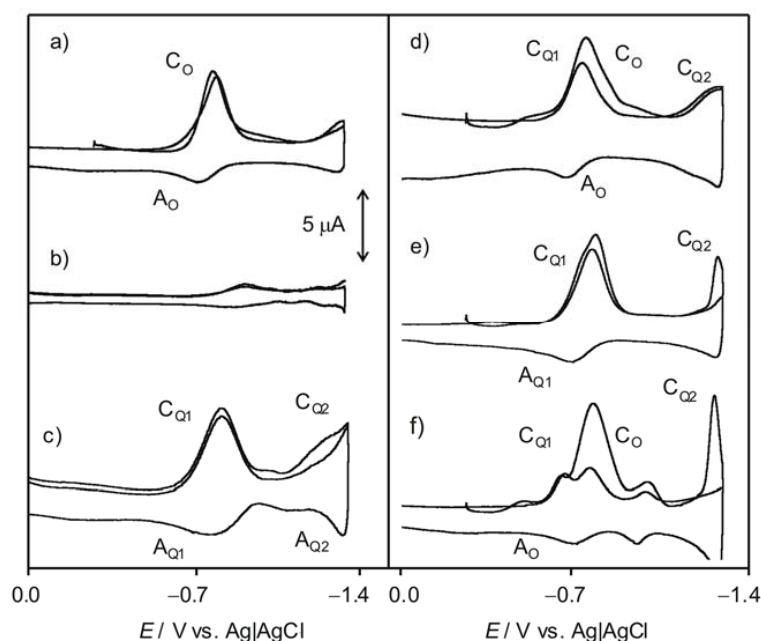 a)
C_O
A_O
5 μA
b)
c)
C_Q1
C_Q2
A_Q1
A_Q2
0.0
−0.7
−1.4
E / V vs. Ag|AgCl
d)
C_Q1
C_O
C_Q2
A_O
e)
C_Q1
C_Q2
A_Q1
f)
C_Q1
C_O
C_Q2
A_O
0.0
−0.7
−1.4
E / V vs. Ag|AgCl